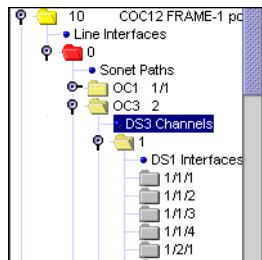 10 COC12 FRAME-1 po
Line Interfaces
0
Sonet Paths
OC1 1/1
OC3 2
DS3 Channels
1
DS1 Interfaces
1/1/1
1/1/2
1/1/3
1/1/4
1/2/1